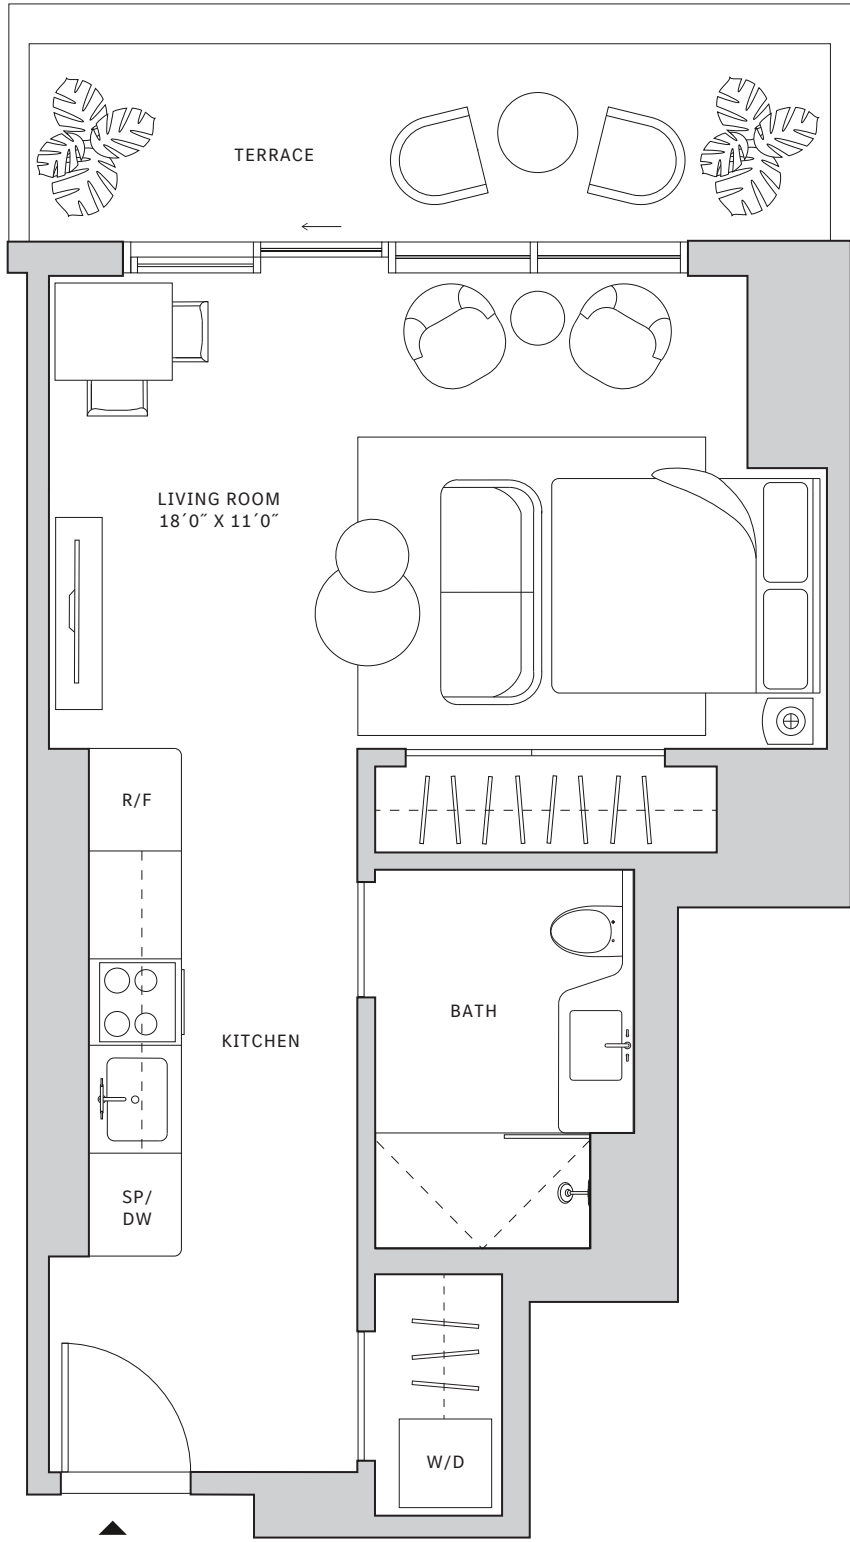 TERRACE
LIVING ROOM
18´0˝ X 11´0˝
R/F
KITCHEN
BATH
SP/
DW
W/D